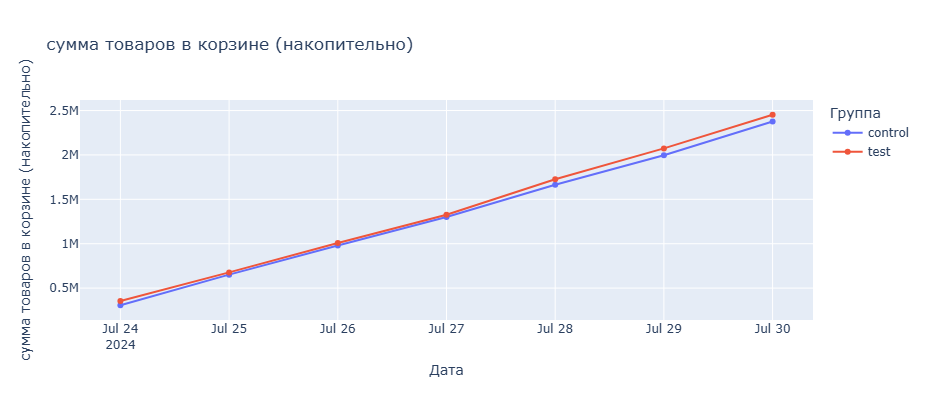 сумма товаров в корзине (накопительно)
сумма товаров в корзине (накопительно)
2.5M
2M
1.5M
1M
0.5M
Jul 24
2024
Jul 25
Jul 26
Jul 27
Jul 28
Jul 29
Jul 30
Дата
Группа
control
test